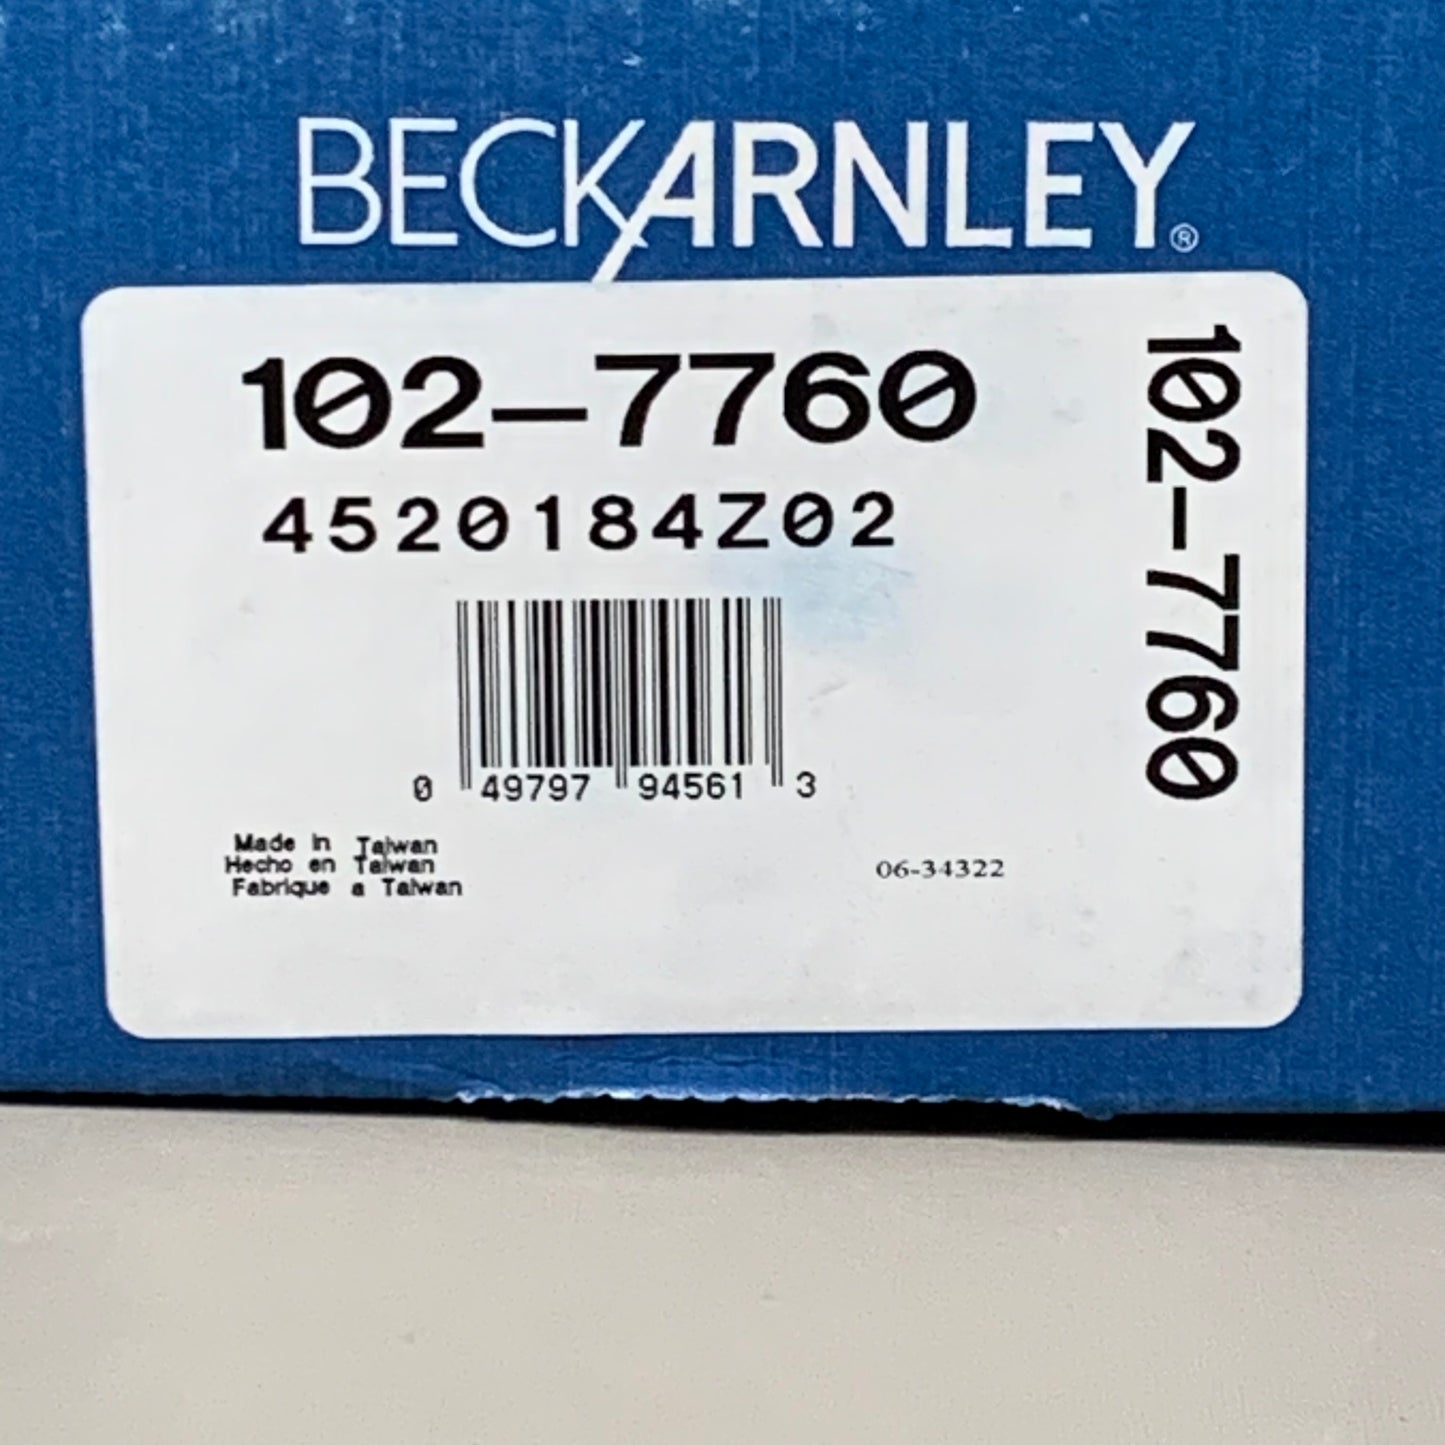 BECKARNLEY®
102-7760
102-7760
4520184Z02
0 49797 94561 3
Made in Taiwan
Hecho en Taiwan
Fabrique a Taiwan
06-34322